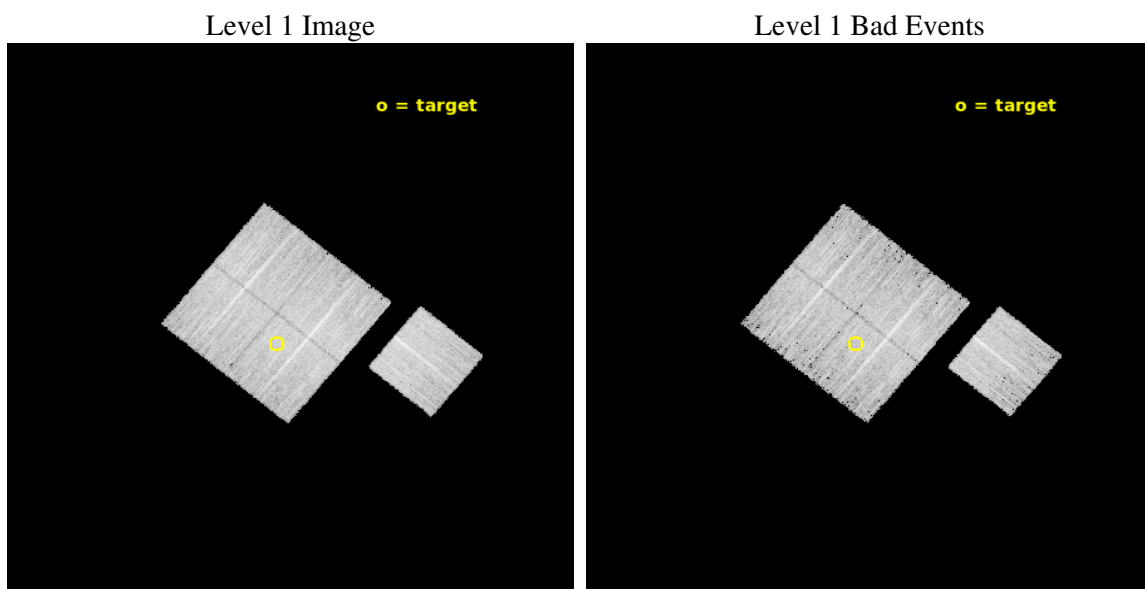 Level 1 Image
Level 1 Bad Events
o = target
o = target